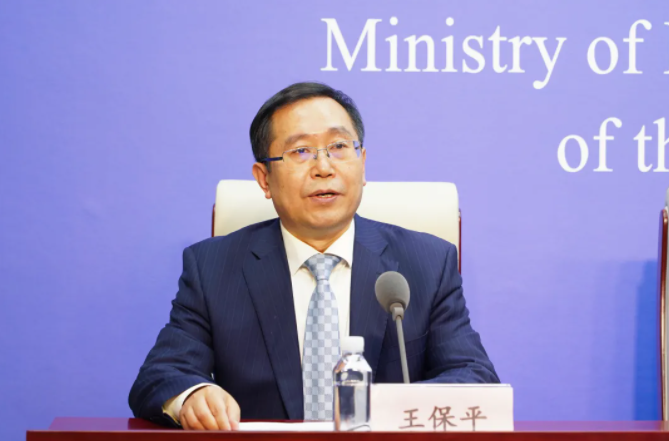 Ministry of
of th
王保平